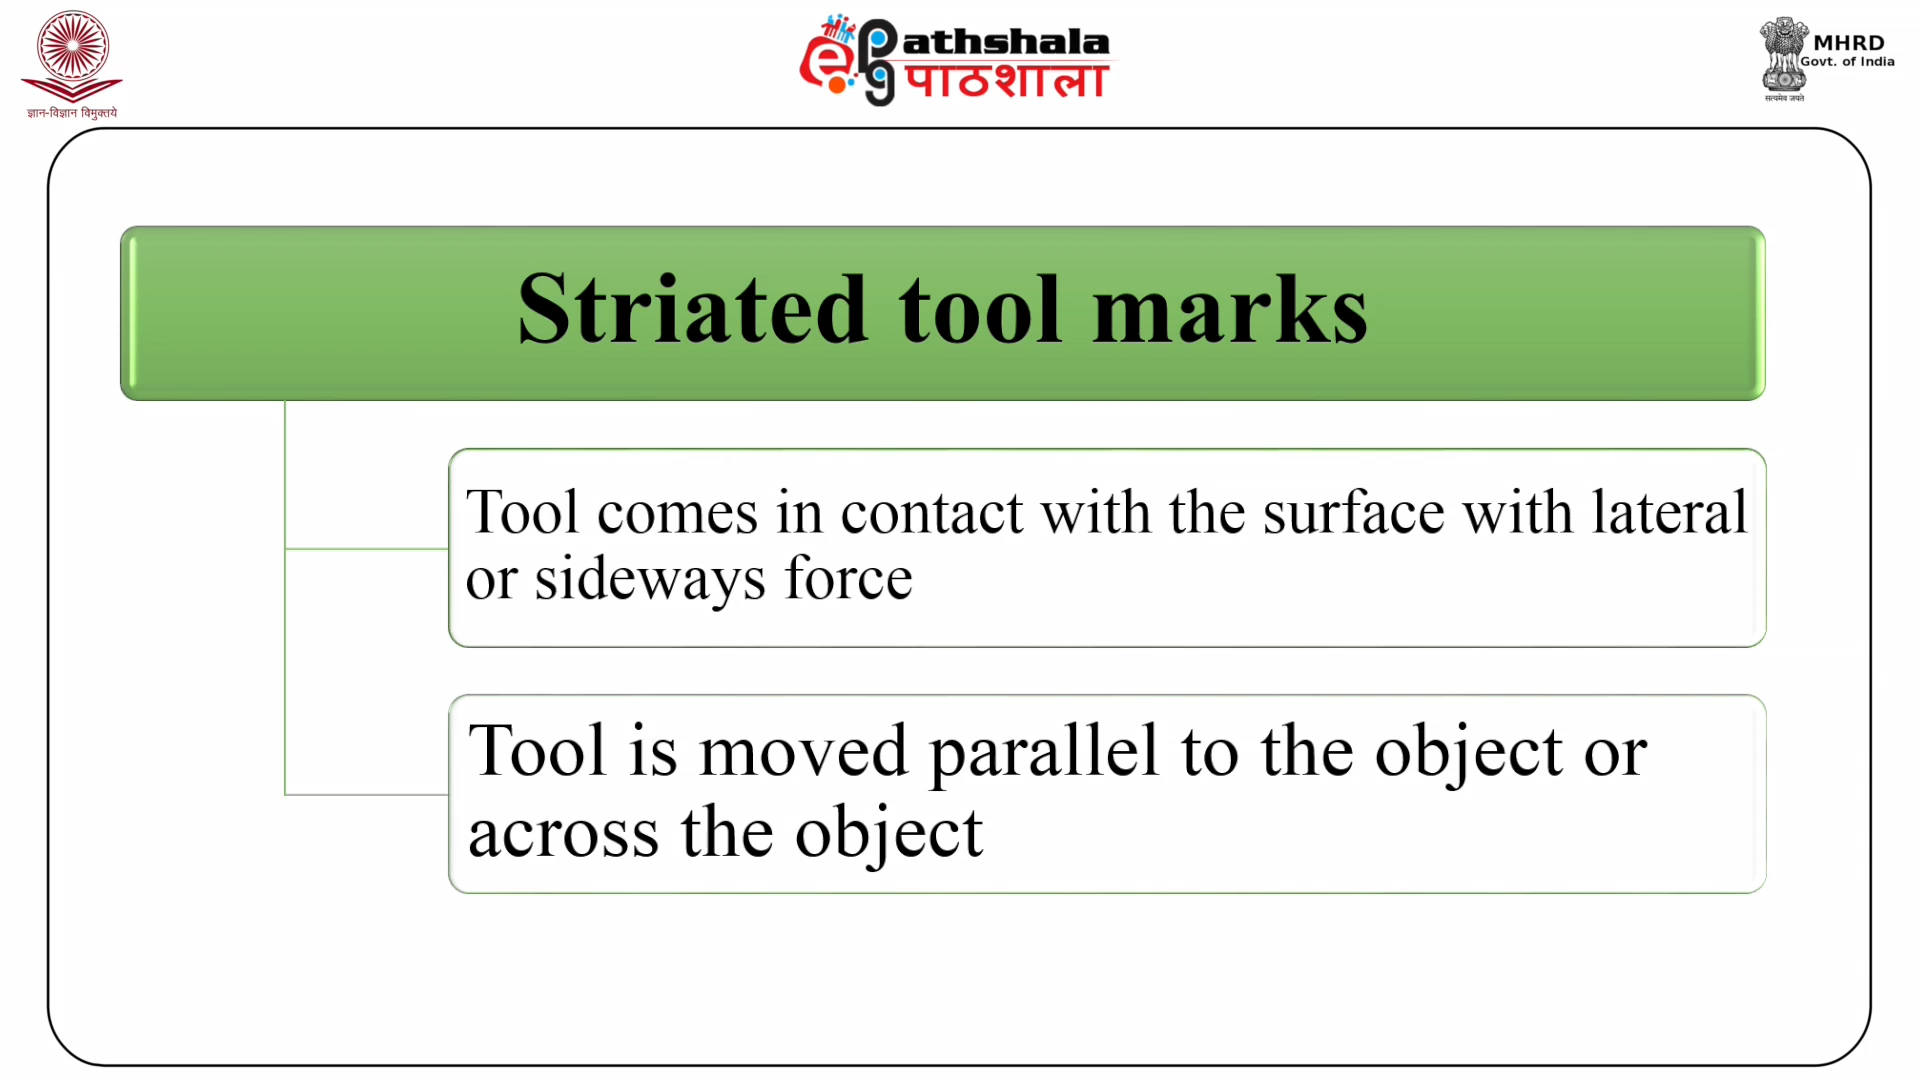 ज्ञान-विज्ञान विमुक्तये
e
pg
athshala
पाठशाला
MHRD
Govt. of India
सत्यमेव जयते
Striated tool marks
Tool comes in contact with the surface with lateral
or sideways force
Tool is moved parallel to the object or
across the object